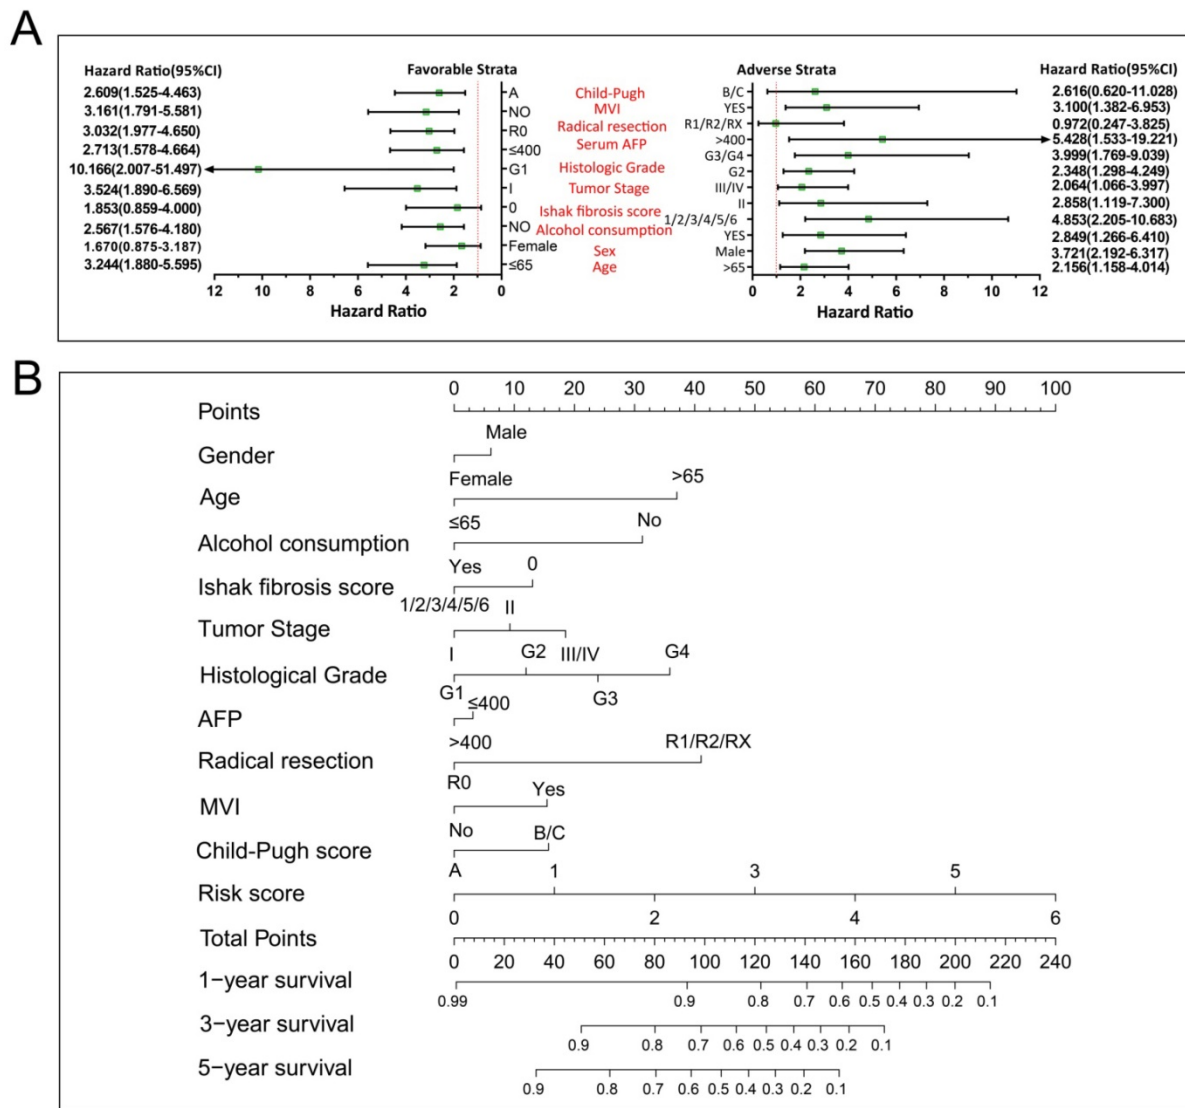 A
Hazard Ratio(95%CI) Favorable Strata Adverse Strata Hazard Ratio(95%CI)
2.609(1.525-4.463) A Child-Pugh B/C 2.616(0.620-11.028)
3.161(1.791-5.581) NO MVI YES 3.100(1.382-6.953)
3.032(1.977-4.650) R0 Radical resection R1/R2/RX 0.972(0.247-3.825)
2.713(1.578-4.664) ≤400 Serum AFP >400 5.428(1.533-19.221)
10.166(2.007-51.497) G1 Histologic Grade G3/G4 3.999(1.769-9.039)
G2 2.348(1.298-4.249)
3.524(1.890-6.569) I Tumor Stage III/IV 2.064(1.066-3.997)
II 2.858(1.119-7.300)
1.853(0.859-4.000) 0 Ishak fibrosis score 1/2/3/4/5/6 4.853(2.205-10.683)
2.567(1.576-4.180) NO Alcohol consumption YES 2.849(1.266-6.410)
1.670(0.875-3.187) Female Sex Male 3.721(2.192-6.317)
3.244(1.880-5.595) ≤65 Age >65 2.156(1.158-4.014)
12 10 8 6 4 2 0 0 2 4 6 8 10 12
Hazard Ratio Hazard Ratio
B
0 10 20 30 40 50 60 70 80 90 100
Points
Male
Gender
Female >65
Age
≤65 No
Alcohol consumption
Yes 0
Ishak fibrosis score
1/2/3/4/5/6 II
Tumor Stage
I G2 III/IV G4
Histological Grade
G1 G3
≤400
AFP
>400 R1/R2/RX
Radical resection
R0 Yes
MVI
No B/C
Child-Pugh score
A 1 3 5
Risk score
0 2 4 6
Total Points
0 20 40 60 80 100 120 140 160 180 200 220 240
1−year survival
0.99 0.9 0.8 0.7 0.6 0.5 0.4 0.3 0.2 0.1
3−year survival
0.9 0.8 0.7 0.6 0.5 0.4 0.3 0.2 0.1
5−year survival
0.9 0.8 0.7 0.6 0.5 0.4 0.3 0.2 0.1